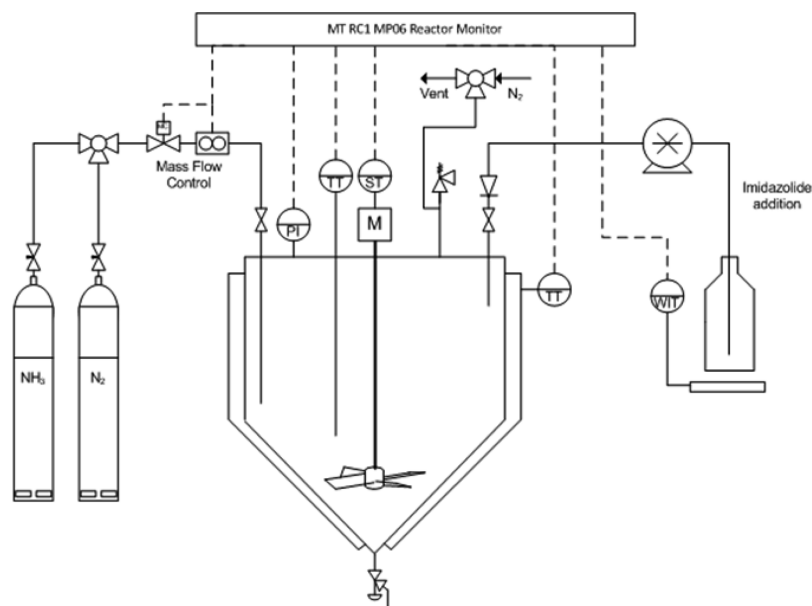 MT RC1 MP06 Reactor Monitor
Vent
N₂
Mass Flow
Control
TT
ST
M
PI
Imidazolide
addition
TT
WIT
NH₃
N₂